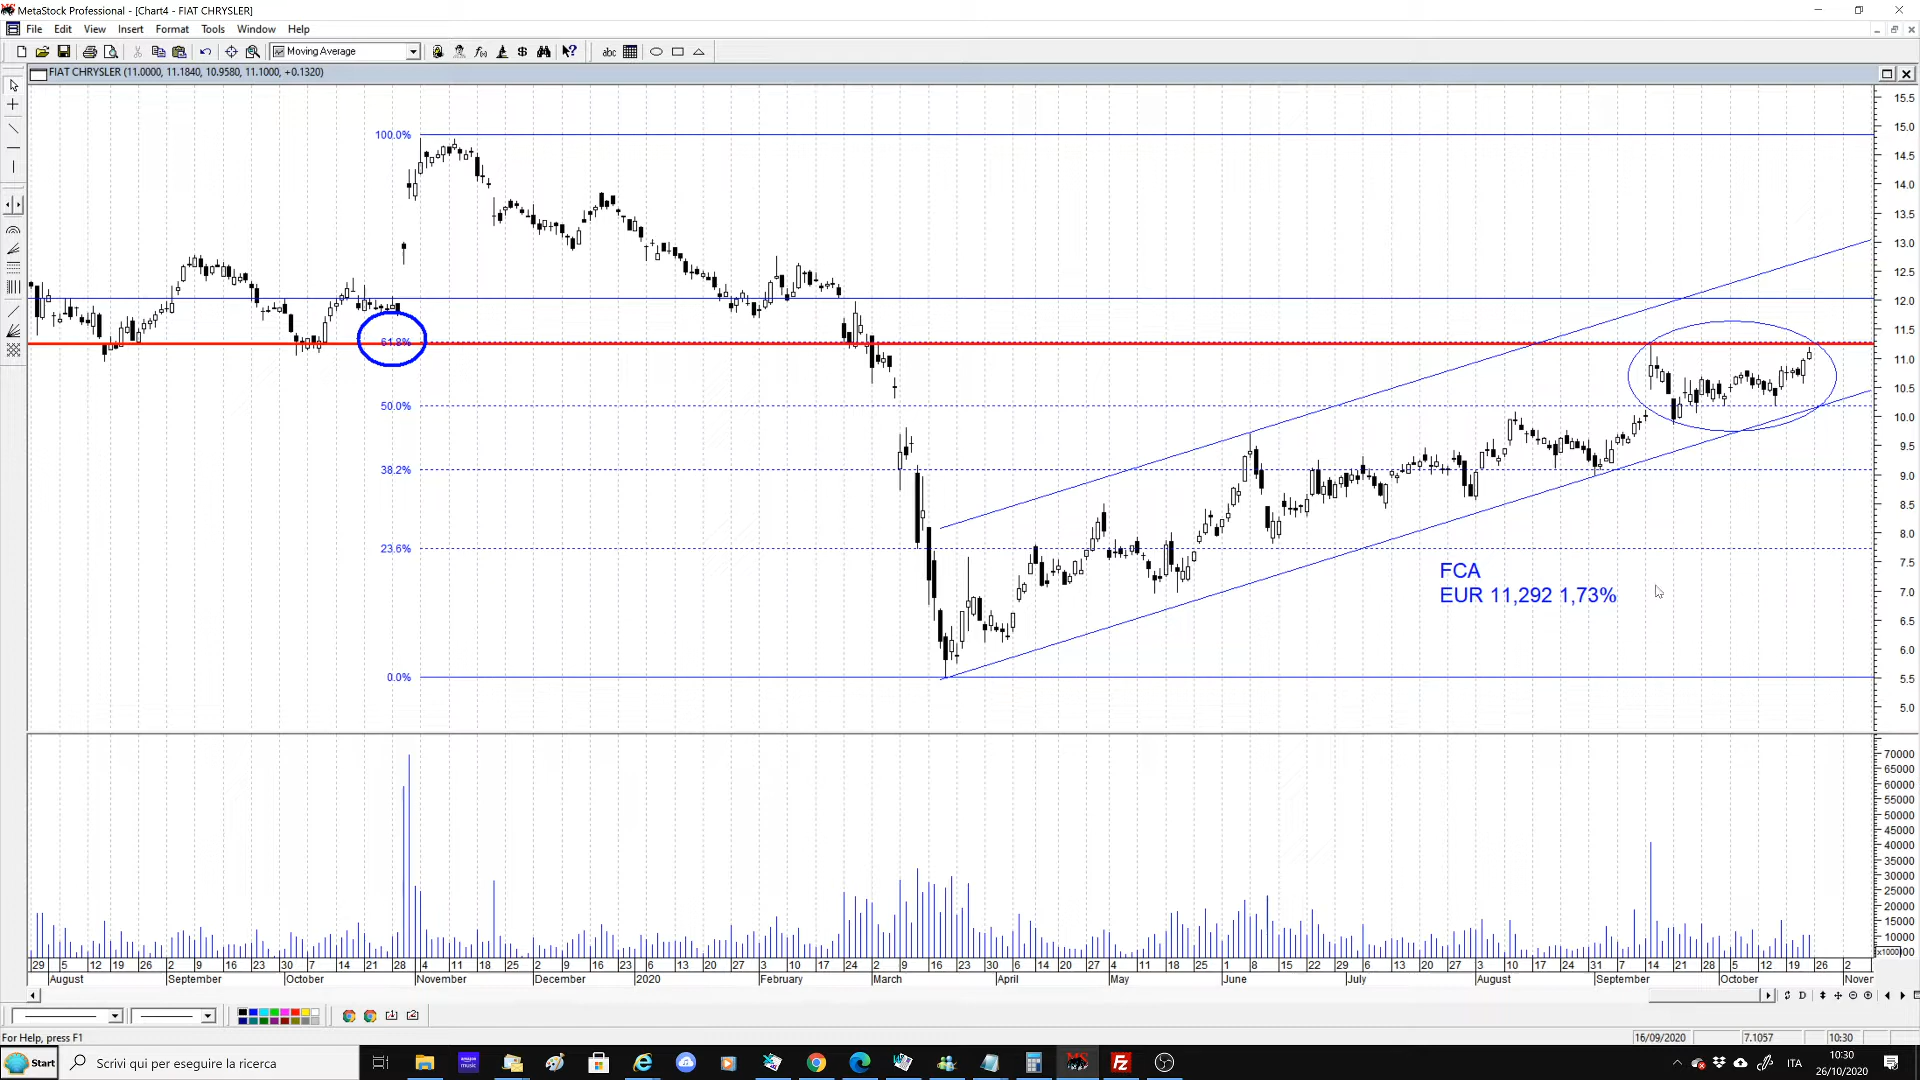 MetaStock Professional - [Chart4 - FIAT CHRYSLER]
File Edit View Insert Format Tools Window Help
Moving Average
abc
FIAT CHRYSLER (11.0000, 11.1840, 10.9580, 11.1000, +0.1320)
100.0%
61.8%
50.0%
38.2%
23.6%
0.0%
FCA
EUR 11,292 1,73%
15.5
15.0
14.5
14.0
13.5
13.0
12.5
12.0
11.5
11.0
10.5
10.0
9.5
9.0
8.5
8.0
7.5
7.0
6.5
6.0
5.5
5.0
70000
65000
60000
55000
50000
45000
40000
35000
30000
25000
20000
15000
10000
x1000
29 5 12 19 26 2 9 16 23 30 7 14 21 28 4 11 18 25 2 9 16 23 6 13 20 27 3 10 17 24 2 9 16 23 30 6 14 20 27 4 11 18 25 1 8 15 22 29 6 13 20 27 3 10 17 24 31 7 14 21 28 5 12 19 26 2
August September October November December 2020 February March April May June July August September October Nover
D
For Help, press F1
16/09/2020 7.1057 10:30
Start Scrivi qui per eseguire la ricerca
amazon music
ITA
10:30
26/10/2020